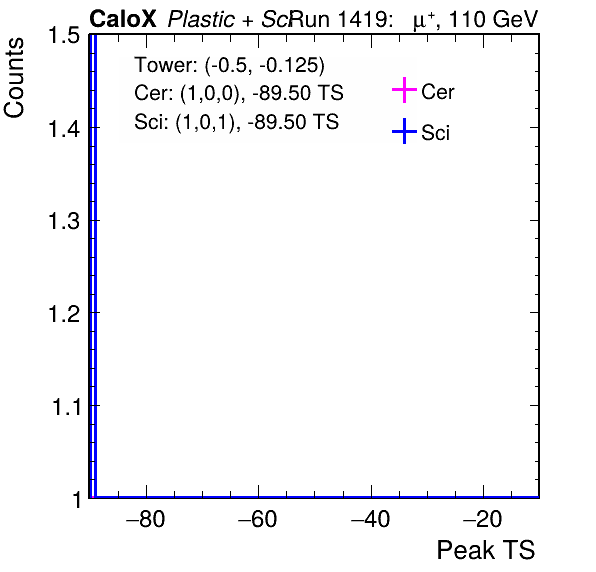 CaloX Plastic + Sci Run 1419: μ⁺, 110 GeV
Counts
1.5
1.4
1.3
1.2
1.1
1
Tower: (-0.5, -0.125)
Cer: (1,0,0), -89.50 TS
Sci: (1,0,1), -89.50 TS
Cer
Sci
−80 −60 −40 −20
Peak TS